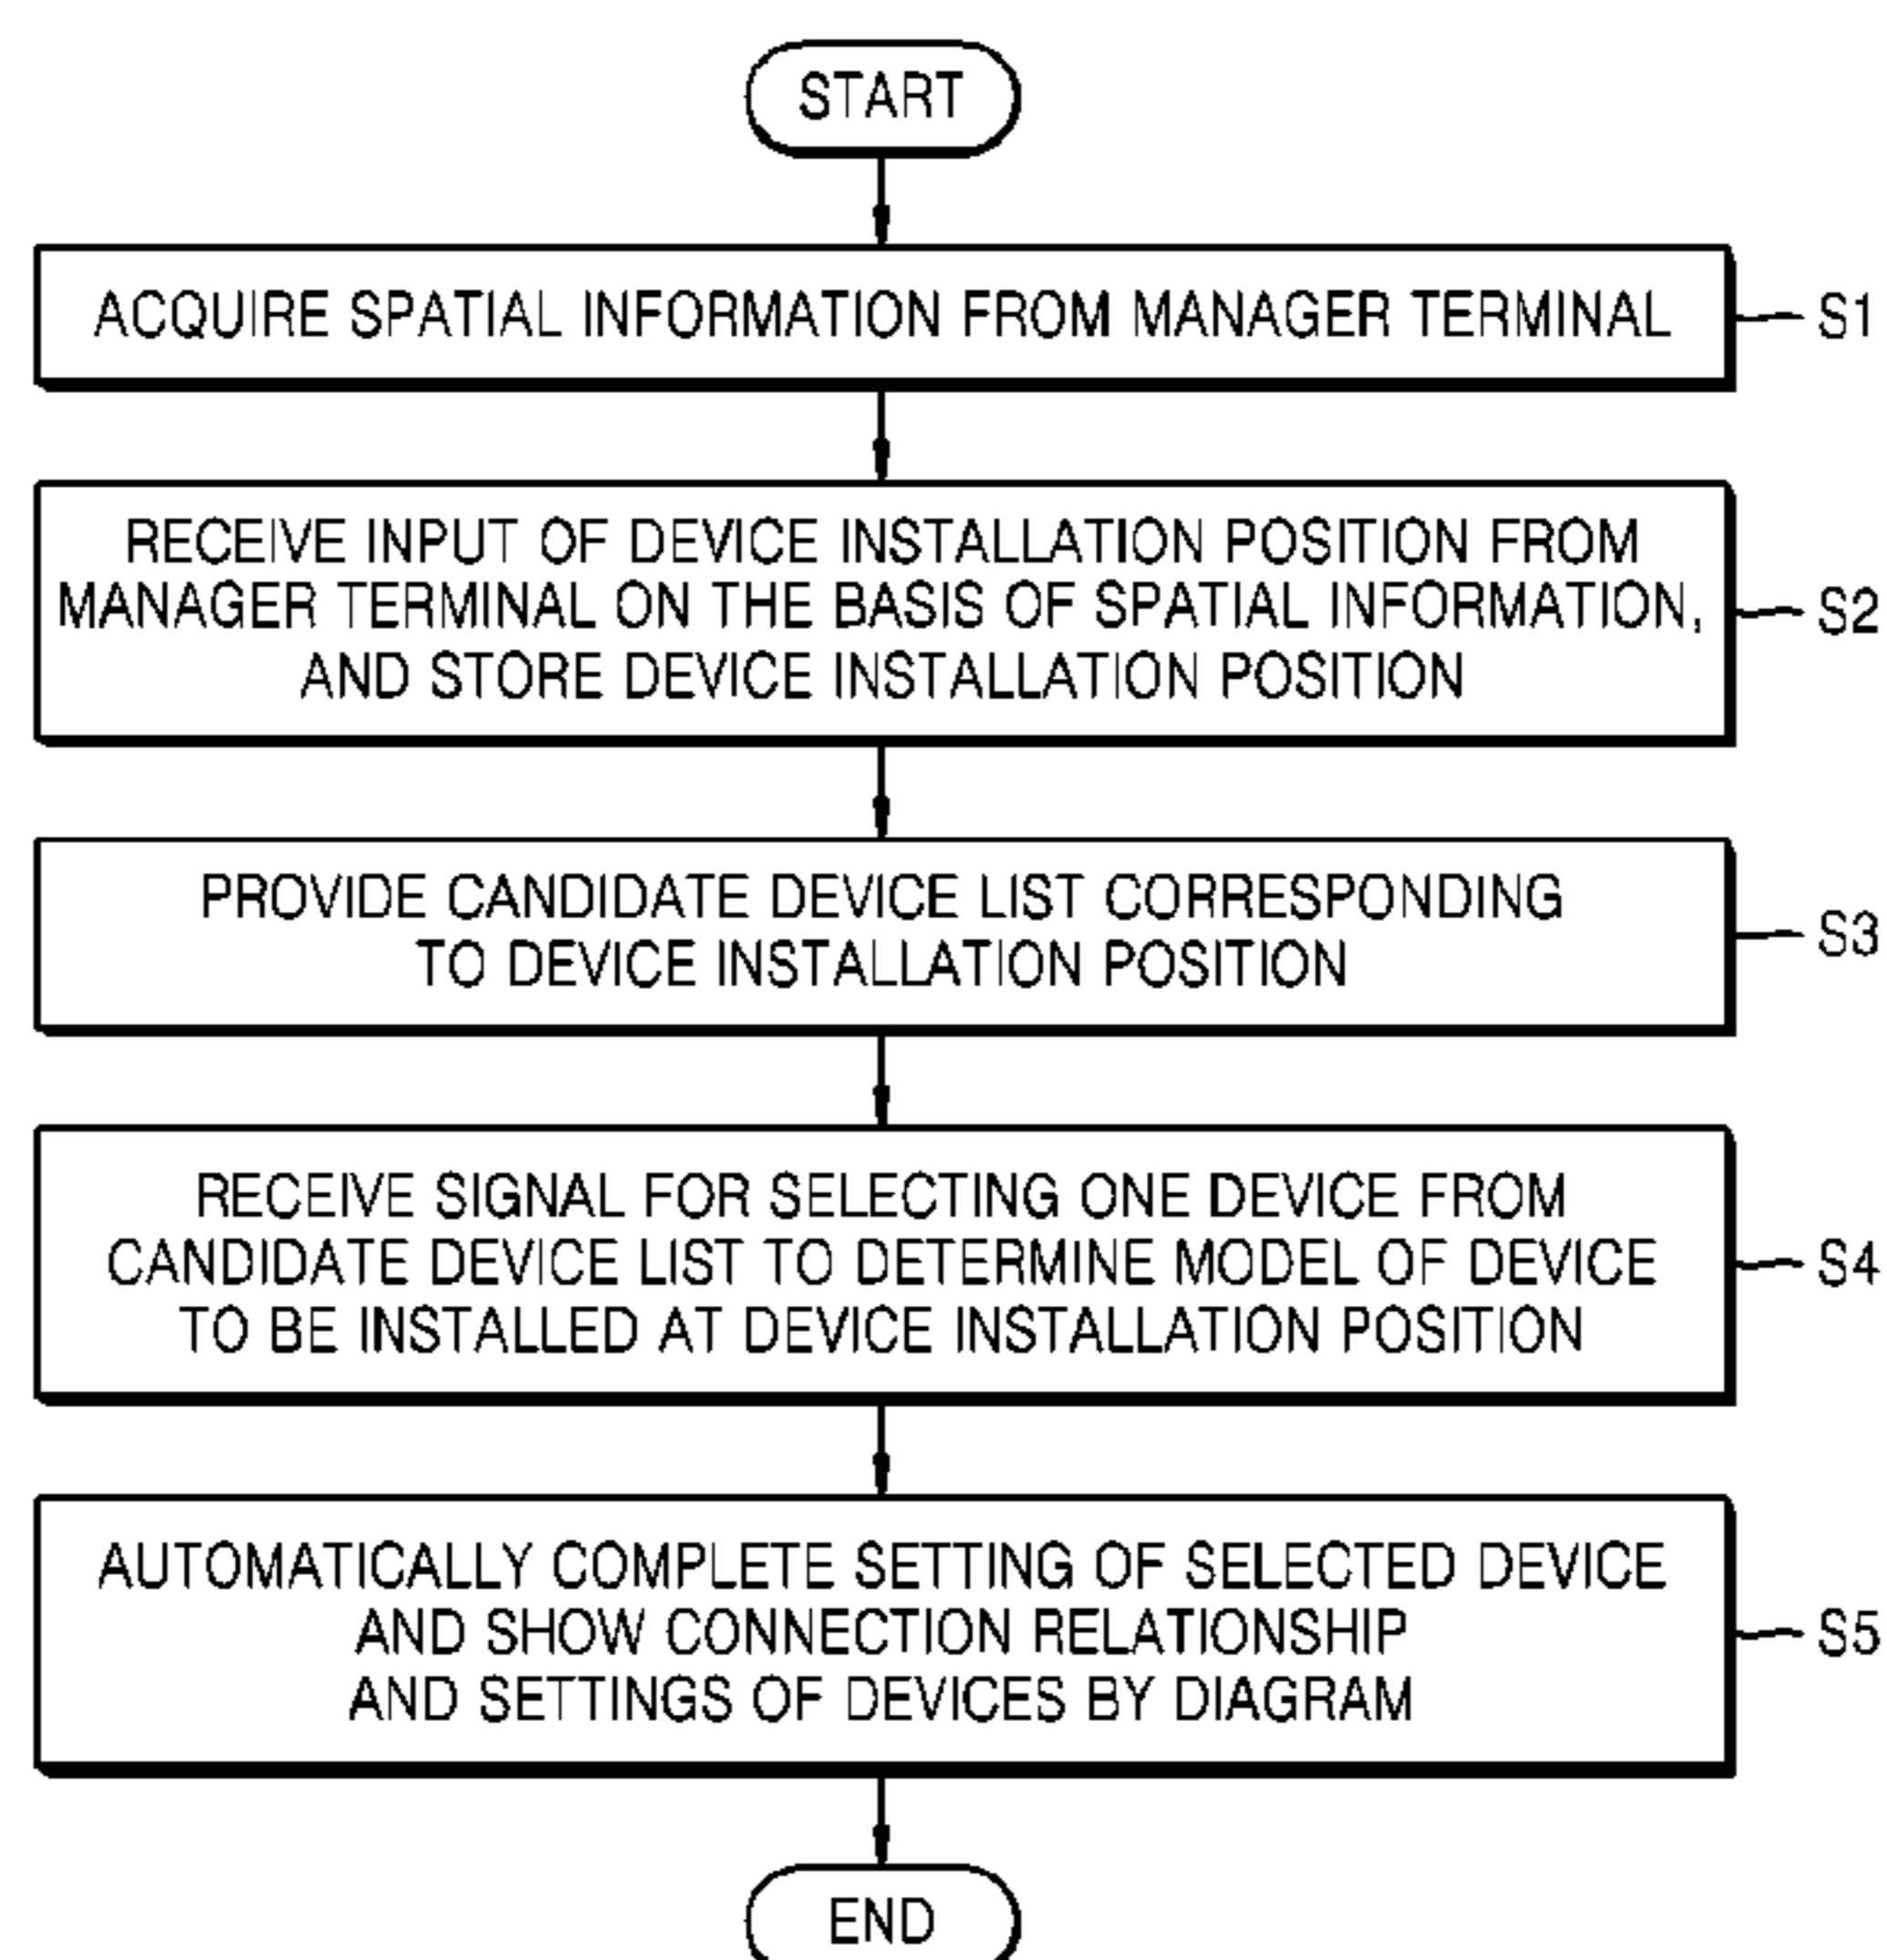 START
ACQUIRE SPATIAL INFORMATION FROM MANAGER TERMINAL
S1
RECEIVE INPUT OF DEVICE INSTALLATION POSITION FROM
MANAGER TERMINAL ON THE BASIS OF SPATIAL INFORMATION,
AND STORE DEVICE INSTALLATION POSITION
S2
PROVIDE CANDIDATE DEVICE LIST CORRESPONDING
TO DEVICE INSTALLATION POSITION
S3
RECEIVE SIGNAL FOR SELECTING ONE DEVICE FROM
CANDIDATE DEVICE LIST TO DETERMINE MODEL OF DEVICE
TO BE INSTALLED AT DEVICE INSTALLATION POSITION
S4
AUTOMATICALLY COMPLETE SETTING OF SELECTED DEVICE
AND SHOW CONNECTION RELATIONSHIP
AND SETTINGS OF DEVICES BY DIAGRAM
S5
END